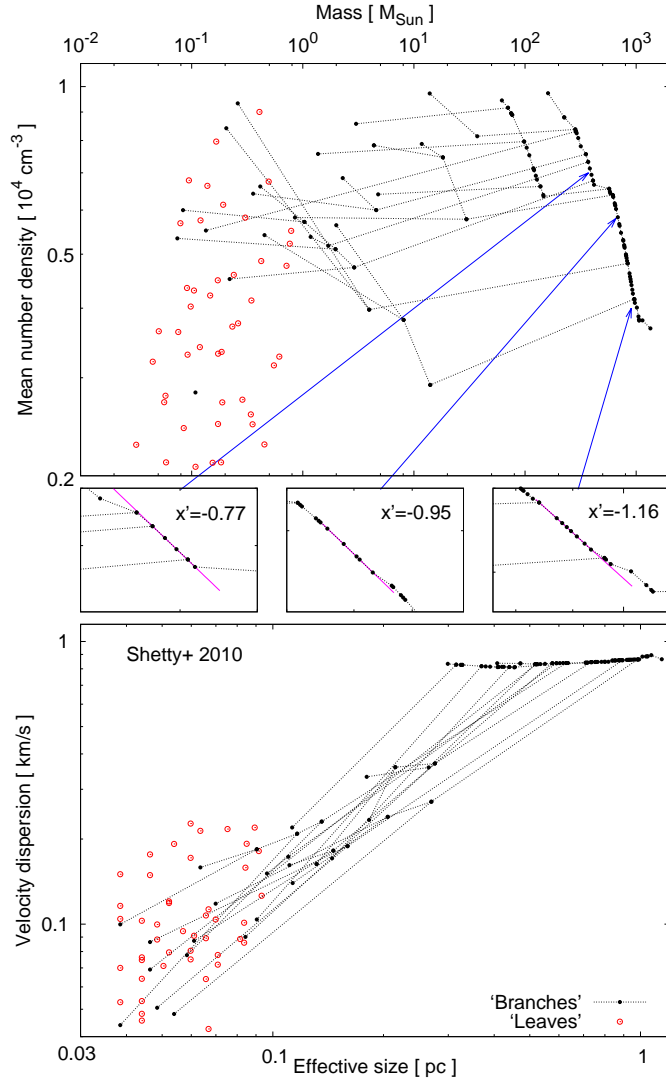 Mass [ M_Sun ]
10^-2 10^-1 10^0 10^1 10^2 10^3
Mean number density [ 10^4 cm^-3 ]
1
0.5
0.2
x'=-0.77
x'=-0.95
x'=-1.16
Velocity dispersion [ km/s ]
1
0.1
Shetty+ 2010
'Branches'
'Leaves'
0.03 0.1 1
Effective size [ pc ]